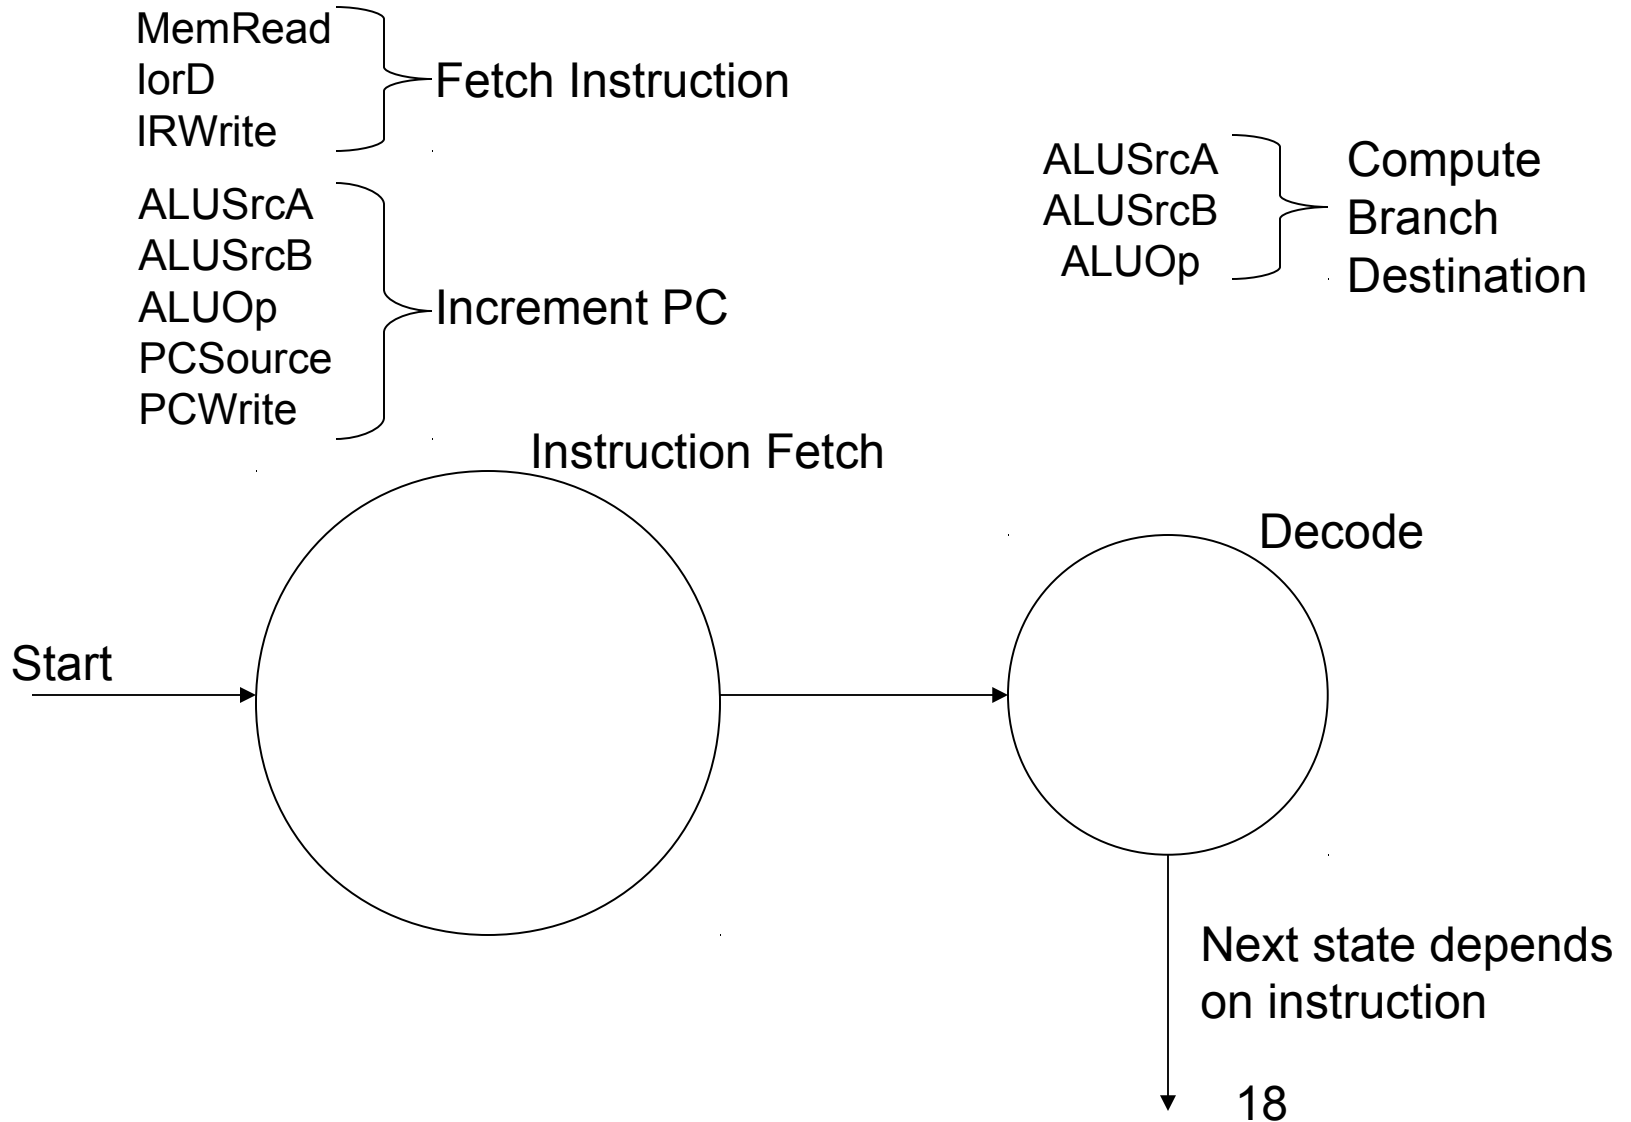 MemRead
IorD
IRWrite
Fetch Instruction
ALUSrcA
ALUSrcB
ALUOp
PCSource
PCWrite
Increment PC
ALUSrcA
ALUSrcB
ALUOp
Compute
Branch
Destination
Instruction Fetch
Decode
Start
Next state depends
on instruction
18